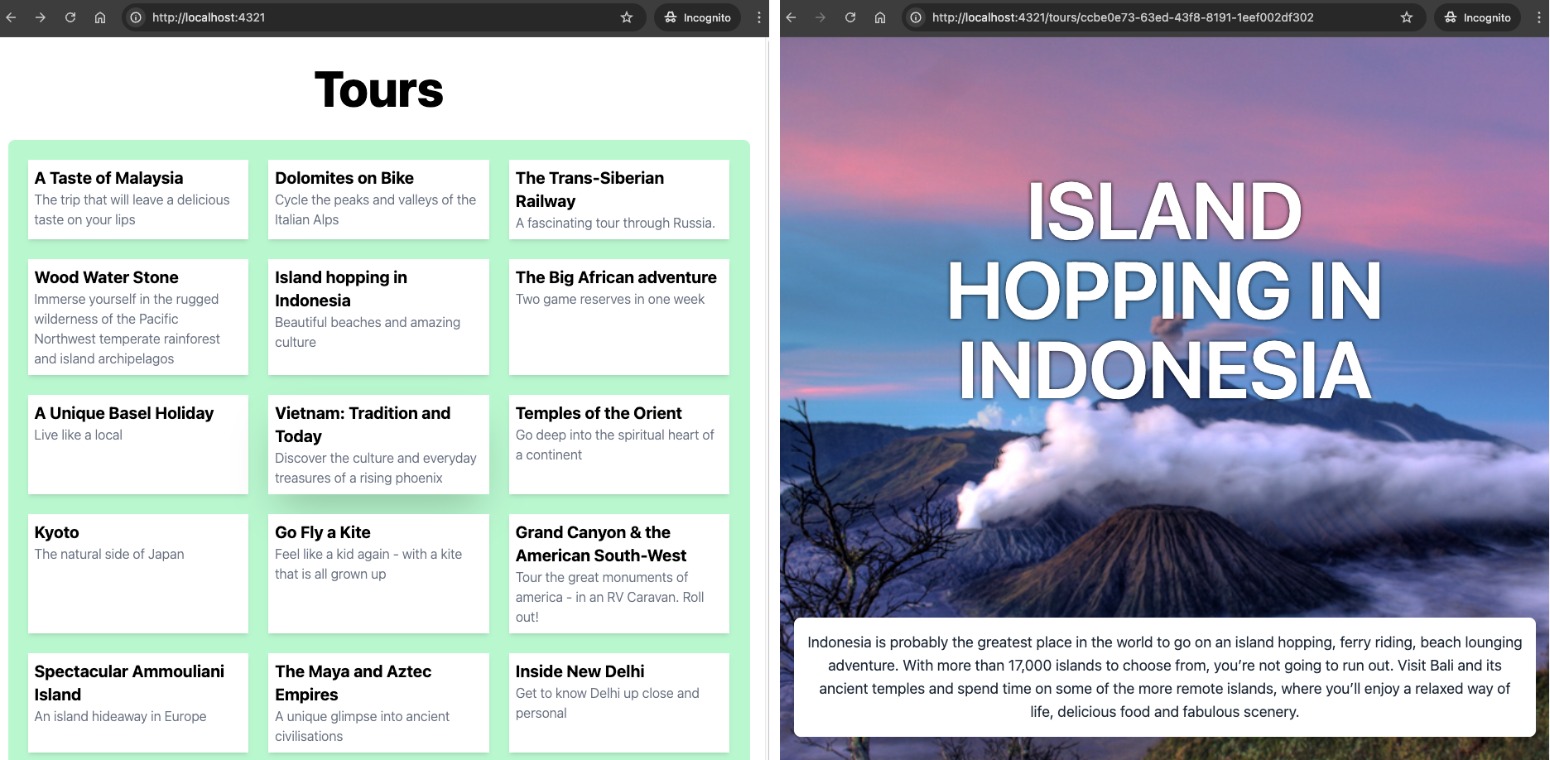 http://localhost:4321
Incognito
Tours
A Taste of Malaysia
The trip that will leave a delicious
taste on your lips
Dolomites on Bike
Cycle the peaks and valleys of the
Italian Alps
The Trans-Siberian
Railway
A fascinating tour through Russia.
Wood Water Stone
Immerse yourself in the rugged
wilderness of the Pacific
Northwest temperate rainforest
and island archipelagos
Island hopping in
Indonesia
Beautiful beaches and amazing
culture
The Big African adventure
Two game reserves in one week
A Unique Basel Holiday
Live like a local
Vietnam: Tradition and
Today
Discover the culture and everyday
treasures of a rising phoenix
Temples of the Orient
Go deep into the spiritual heart of
a continent
Kyoto
The natural side of Japan
Go Fly a Kite
Feel like a kid again - with a kite
that is all grown up
Grand Canyon & the
American South-West
Tour the great monuments of
america - in an RV Caravan. Roll
out!
Spectacular Ammouliani
Island
An island hideaway in Europe
The Maya and Aztec
Empires
A unique glimpse into ancient
civilisations
Inside New Delhi
Get to know Delhi up close and
personal
http://localhost:4321/tours/ccbe0e73-63ed-43f8-8191-1eef002df302
Incognito
ISLAND
HOPPING IN
INDONESIA
Indonesia is probably the greatest place in the world to go on an island hopping, ferry riding, beach lounging
adventure. With more than 17,000 islands to choose from, you’re not going to run out. Visit Bali and its
ancient temples and spend time on some of the more remote islands, where you’ll enjoy a relaxed way of
life, delicious food and fabulous scenery.